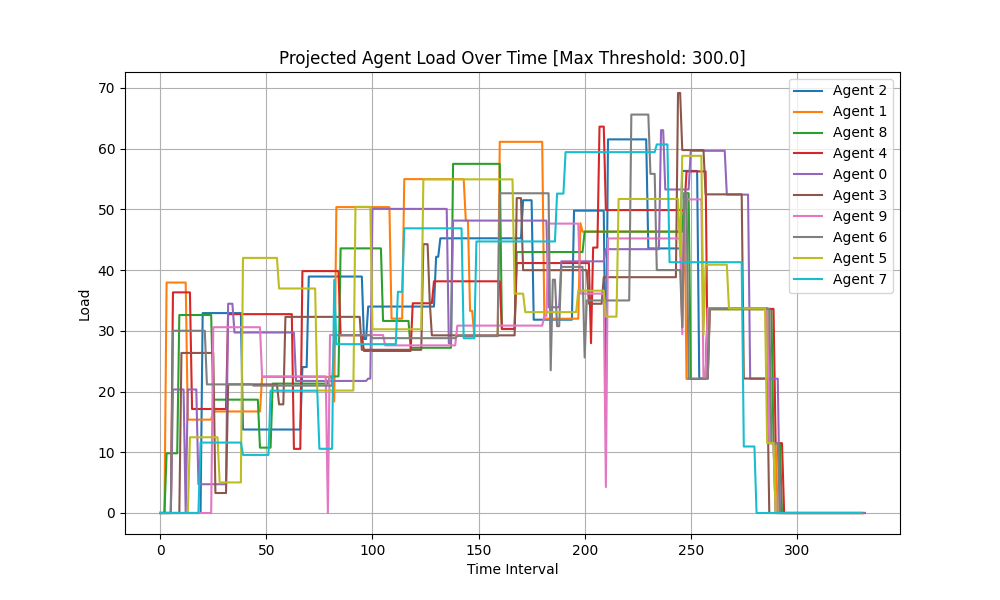 Projected Agent Load Over Time [Max Threshold: 300.0]
Load
70
60
50
40
30
20
10
0
0 50 100 150 200 250 300
Time Interval
Agent 2
Agent 1
Agent 8
Agent 4
Agent 0
Agent 3
Agent 9
Agent 6
Agent 5
Agent 7